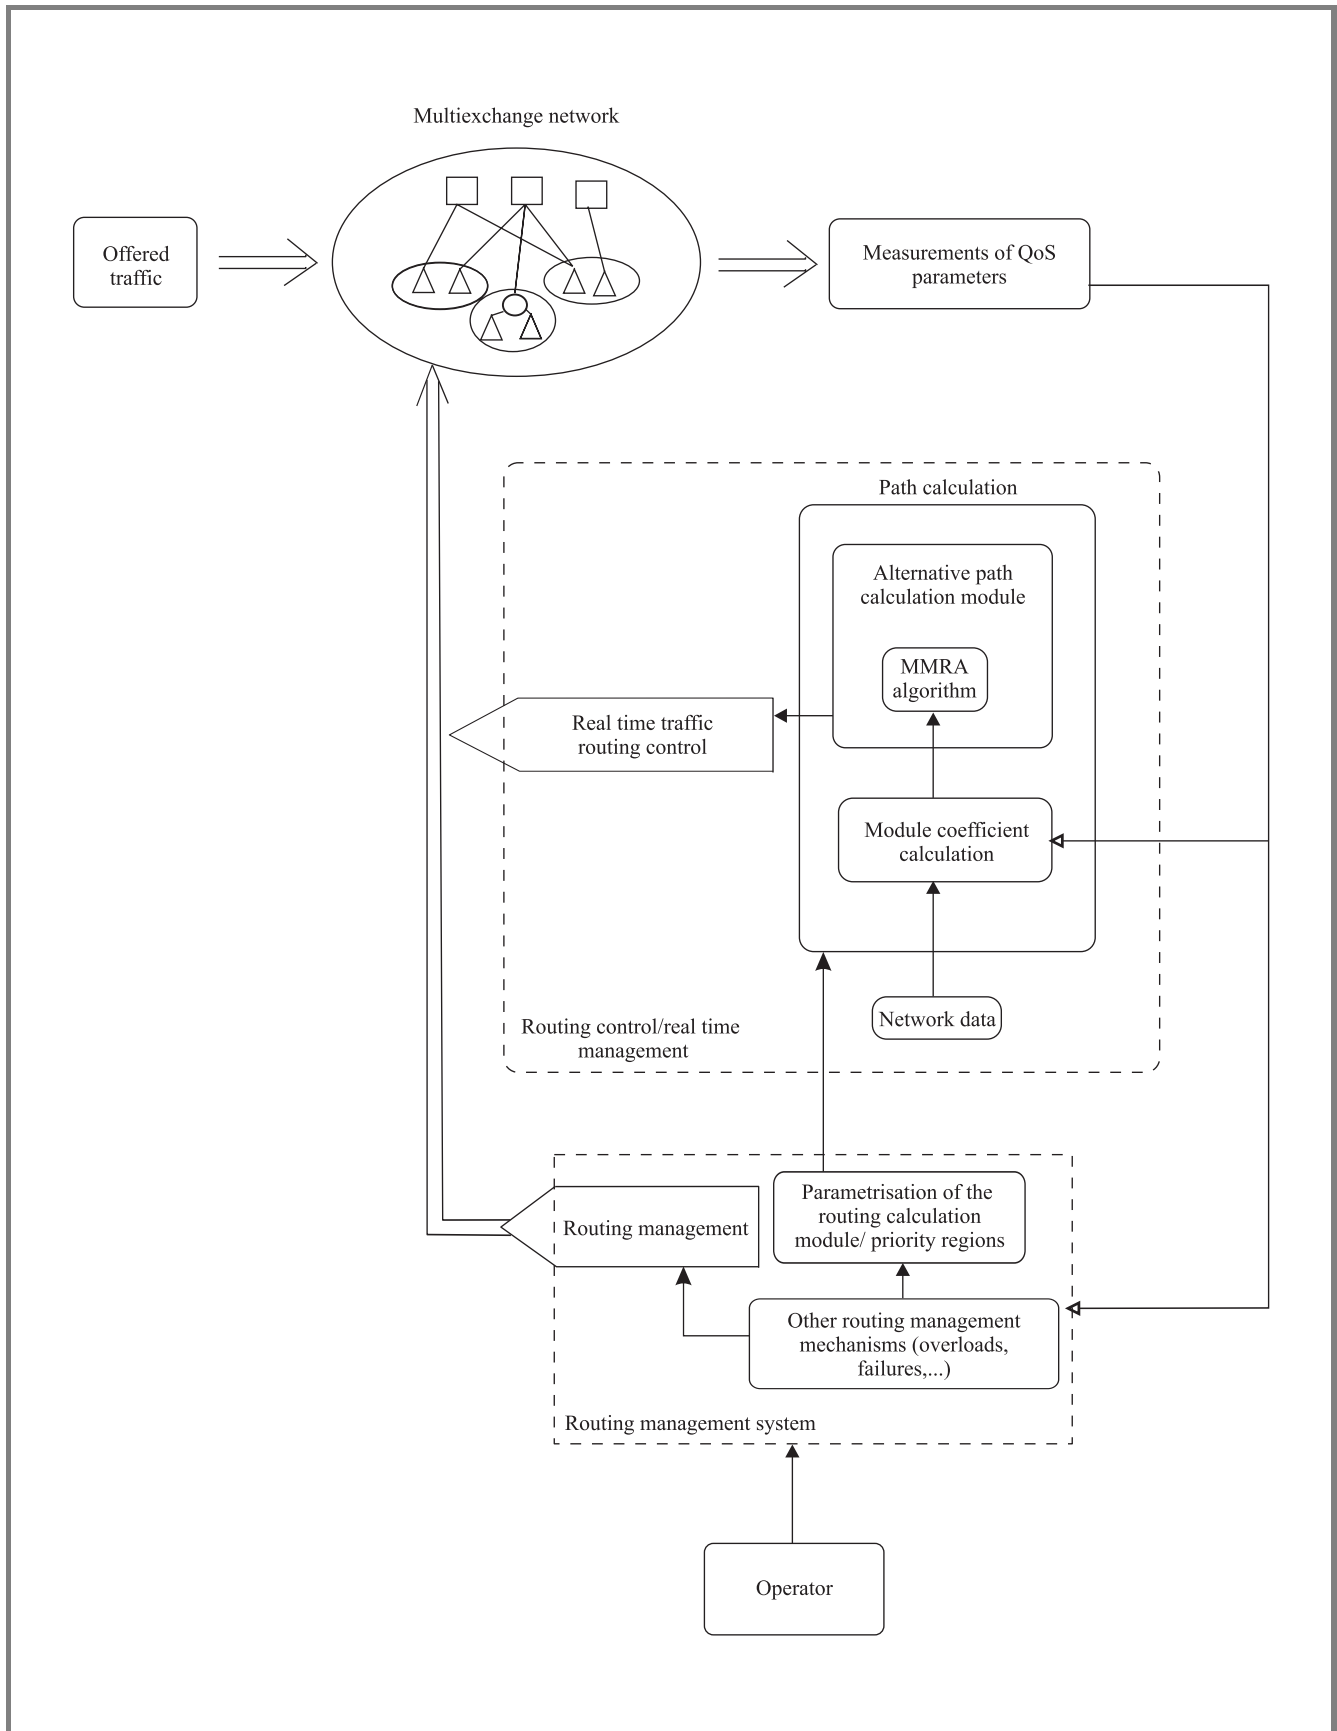 Multiexchange network
Offered
traffic
Measurements of QoS
parameters
Path calculation
Alternative path
calculation module
MMRA
algorithm
Real time traffic
routing control
Module coefficient
calculation
Network data
Routing control/real time
management
Parametrisation of the
routing calculation
module/ priority regions
Routing management
Other routing management
mechanisms (overloads,
failures,...)
Routing management system
Operator